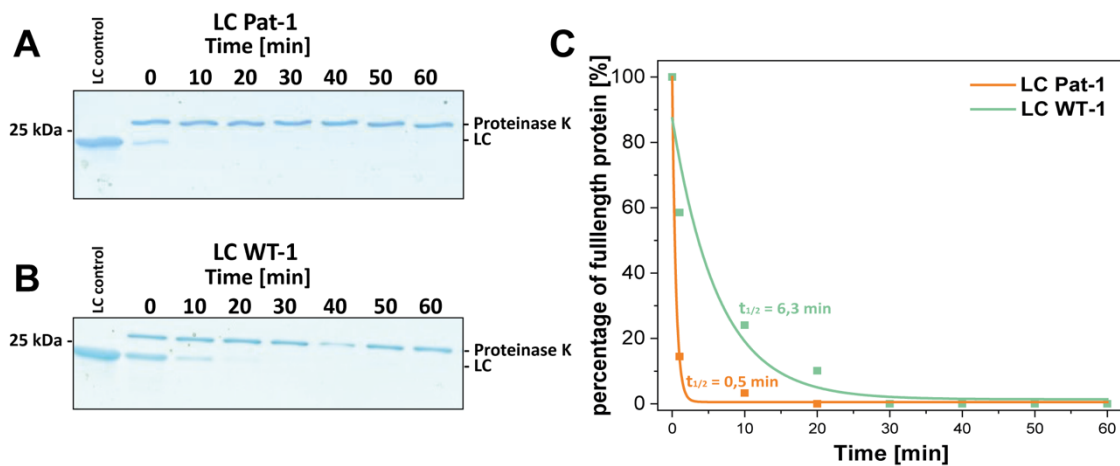 A
LC Pat-1
Time [min]
LC control
0 10 20 30 40 50 60
25 kDa -
- Proteinase K
- LC
B
LC WT-1
Time [min]
LC control
0 10 20 30 40 50 60
25 kDa -
- Proteinase K
- LC
C
percentage of fulllength protein [%]
100
80
60
40
20
0
LC Pat-1
LC WT-1
t1/2 = 6,3 min
t1/2 = 0,5 min
0 10 20 30 40 50 60
Time [min]